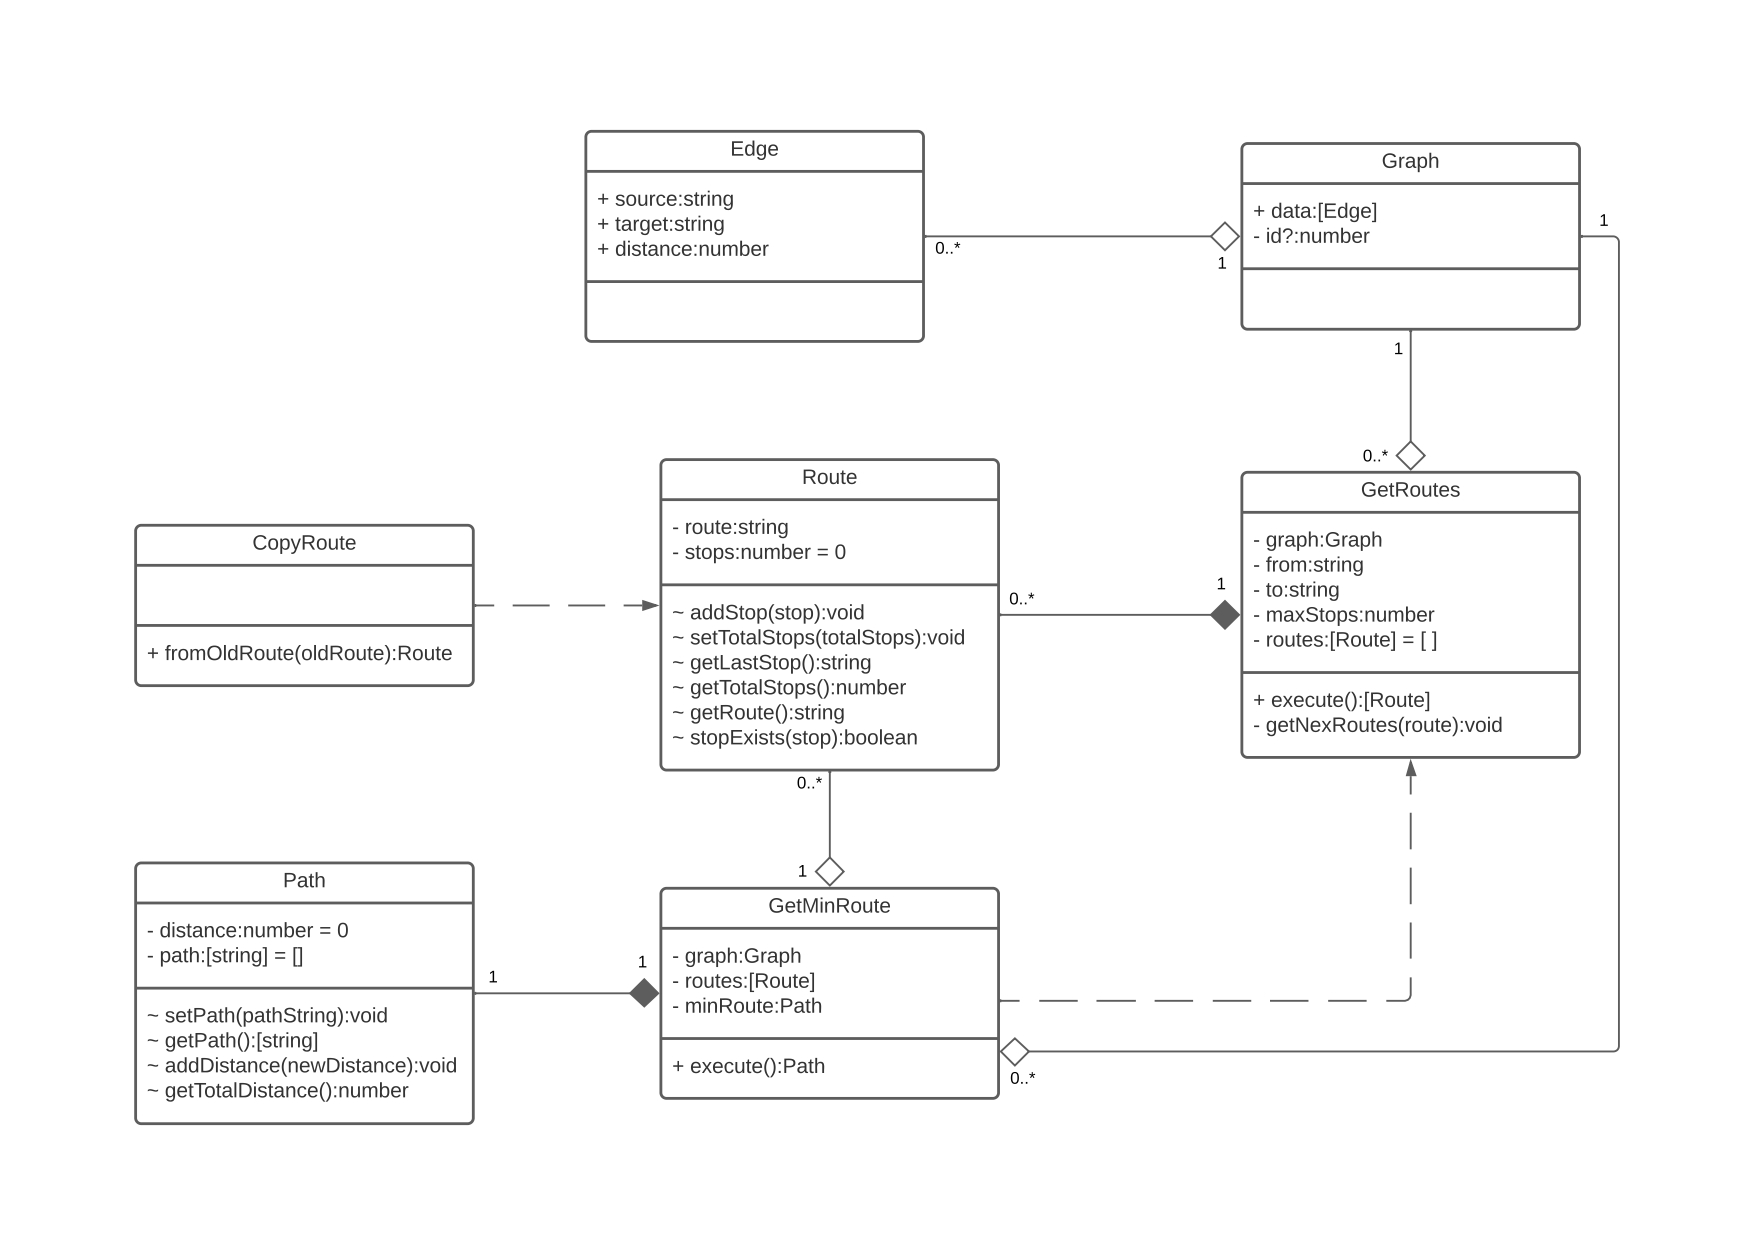 Edge
+ source:string
+ target:string
+ distance:number
0..*
1
Graph
+ data:[Edge]
- id?:number
1
1
0..*
Route
- route:string
- stops:number = 0
~ addStop(stop):void
~ setTotalStops(totalStops):void
~ getLastStop():string
~ getTotalStops():number
~ getRoute():string
~ stopExists(stop):boolean
0..*
1
GetRoutes
- graph:Graph
- from:string
- to:string
- maxStops:number
- routes:[Route] = [ ]
+ execute():[Route]
- getNexRoutes(route):void
CopyRoute
+ fromOldRoute(oldRoute):Route
0..*
1
Path
- distance:number = 0
- path:[string] = []
~ setPath(pathString):void
~ getPath():[string]
~ addDistance(newDistance):void
~ getTotalDistance():number
1
1
GetMinRoute
- graph:Graph
- routes:[Route]
- minRoute:Path
+ execute():Path
0..*